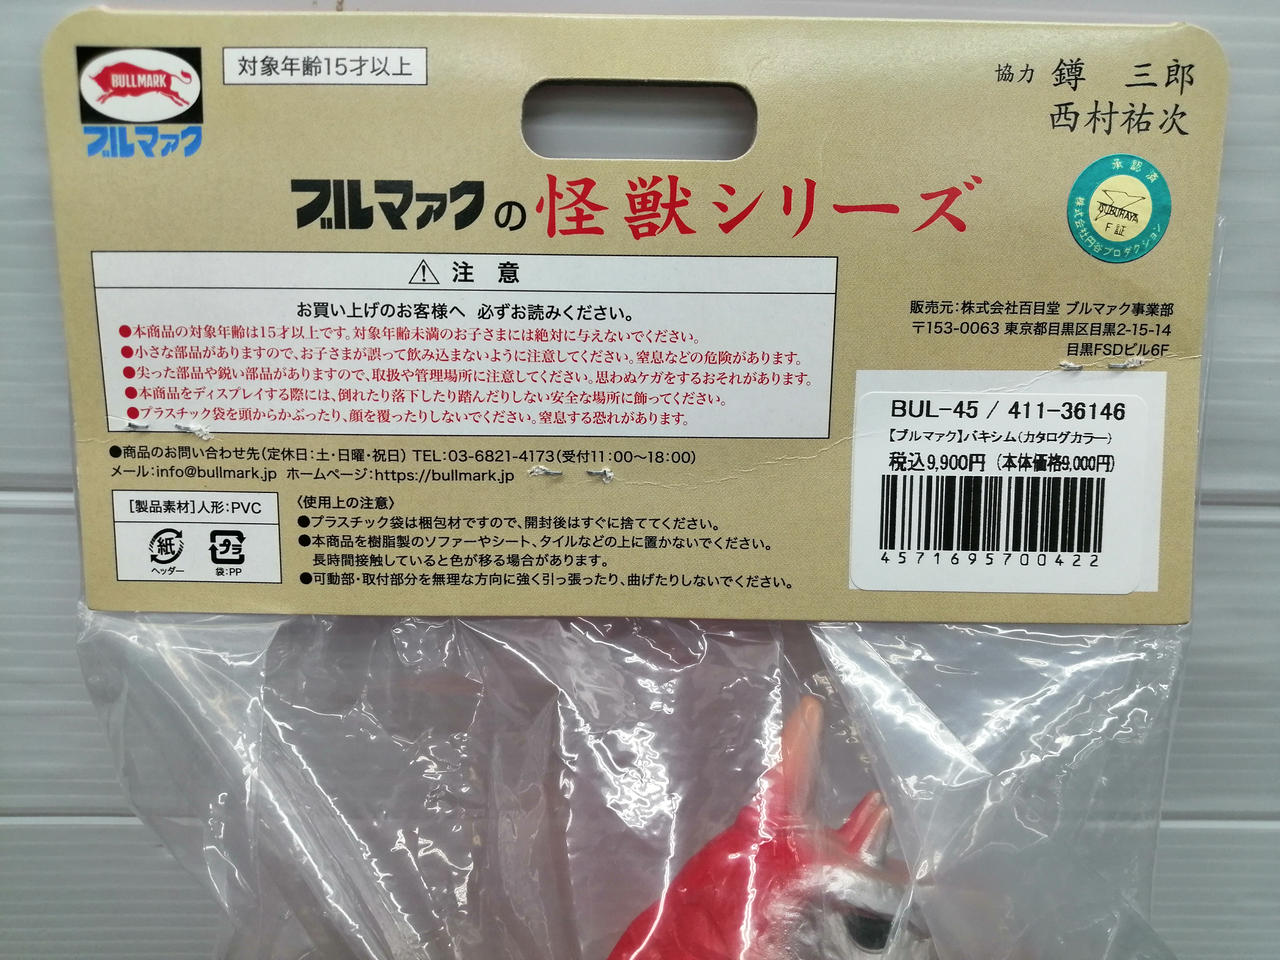 BULLMARK
ブルマァク
対象年齢15才以上
協力 鐏 三郎
西村祐次
ブルマァクの怪獣シリーズ
承認済
TSUBURAYA
F 証
株式会社円谷プロダクション
⚠ 注 意
お買い上げのお客様へ 必ずお読みください。
●本商品の対象年齢は15才以上です。対象年齢未満のお子さまには絶対に与えないでください。
●小さな部品がありますので、お子さまが誤って飲み込まないように注意してください。窒息などの危険があります。
●尖った部品や鋭い部品がありますので、取扱や管理場所に注意してください。思わぬケガをするおそれがあります。
●本商品をディスプレイする際には、倒れたり落下したり踏んだりしない安全な場所に飾ってください。
●プラスチック袋を頭からかぶったり、顔を覆ったりしないでください。窒息する恐れがあります。
販売元:株式会社百目堂 ブルマァク事業部
〒153-0063 東京都目黒区目黒2-15-14
目黒FSDビル6F
●商品のお問い合わせ先(定休日:土・日曜・祝日) TEL:03-6821-4173(受付11:00〜18:00)
メール:info@bullmark.jp ホームページ:https://bullmark.jp
[製品素材]人形:PVC
紙
ヘッダー
プラ
袋:PP
〈使用上の注意〉
●プラスチック袋は梱包材ですので、開封後はすぐに捨ててください。
●本商品を樹脂製のソファーやシート、タイルなどの上に置かないでください。
長時間接触していると色が移る場合があります。
●可動部・取付部分を無理な方向に強く引っ張ったり、曲げたりしないでください。
BUL-45 / 411-36146
【ブルマァク】バキシム(カタログカラー)
税込9,900円 (本体価格9,000円)
4571695700422